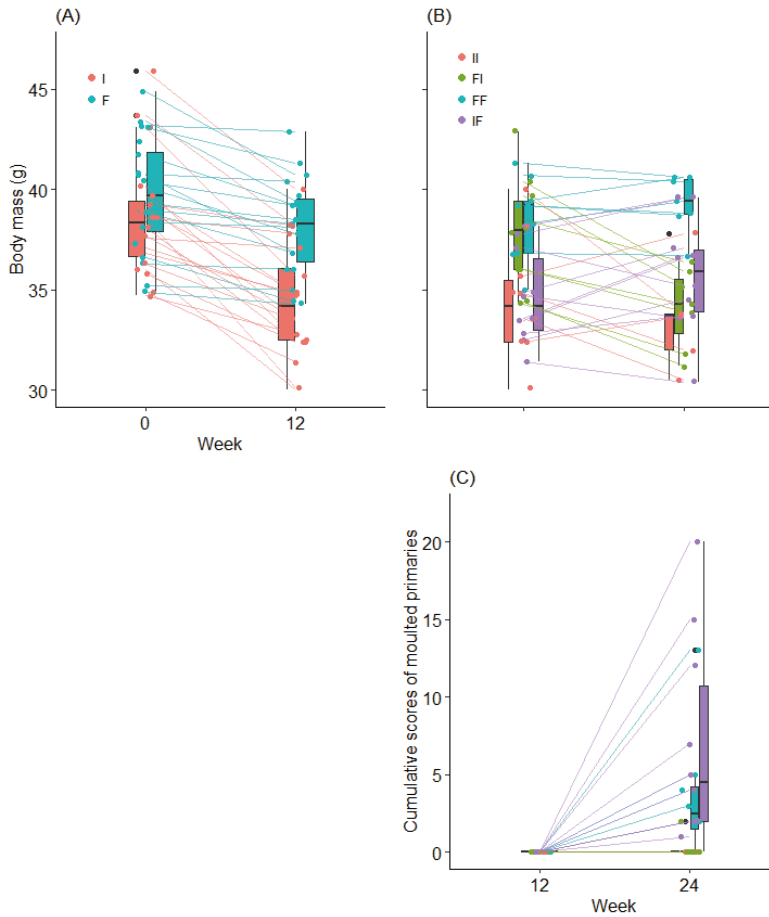 (A)
Body mass (g)
45
40
35
30
I
F
0
12
Week
(B)
II
FI
FF
IF
(C)
Cumulative scores of moulted primaries
20
15
10
5
0
12
24
Week